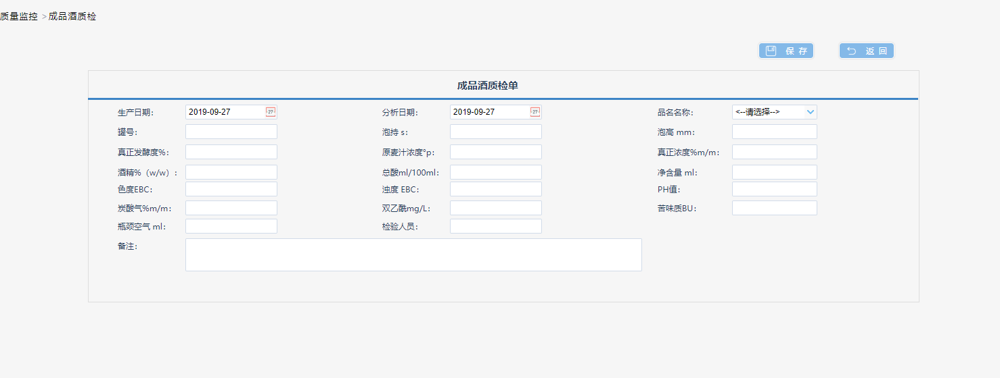 质量监控 >成品酒质检
保 存 返 回
成品酒质检单
生产日期： 2019-09-27 分析日期： 2019-09-27 品名名称： <--请选择-->
罐号： 泡持 s： 泡高 mm：
真正发酵度%： 原麦汁浓度°p： 真正浓度%m/m：
酒精%（w/w）： 总酸ml/100ml： 净含量 ml：
色度EBC： 浊度 EBC： PH值：
炭酸气%m/m： 双乙酰mg/L： 苦味质BU：
瓶颈空气 ml： 检验人员：
备注：